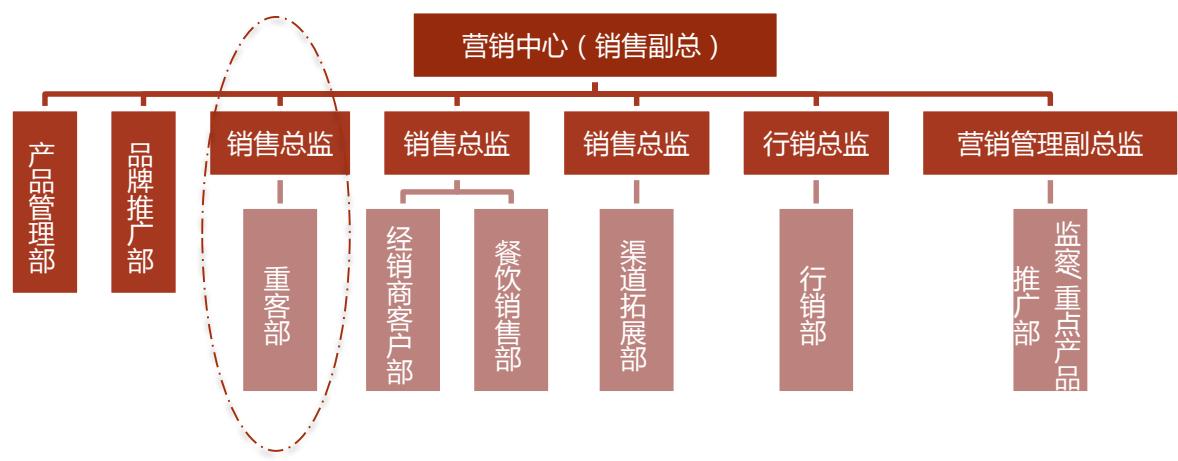 营销中心（销售副总）
产品管理部
品牌推广部
销售总监
销售总监
销售总监
行销总监
营销管理副总监
重客部
经销商客户部
餐饮销售部
渠道拓展部
行销部
监察/重点产品
推广部